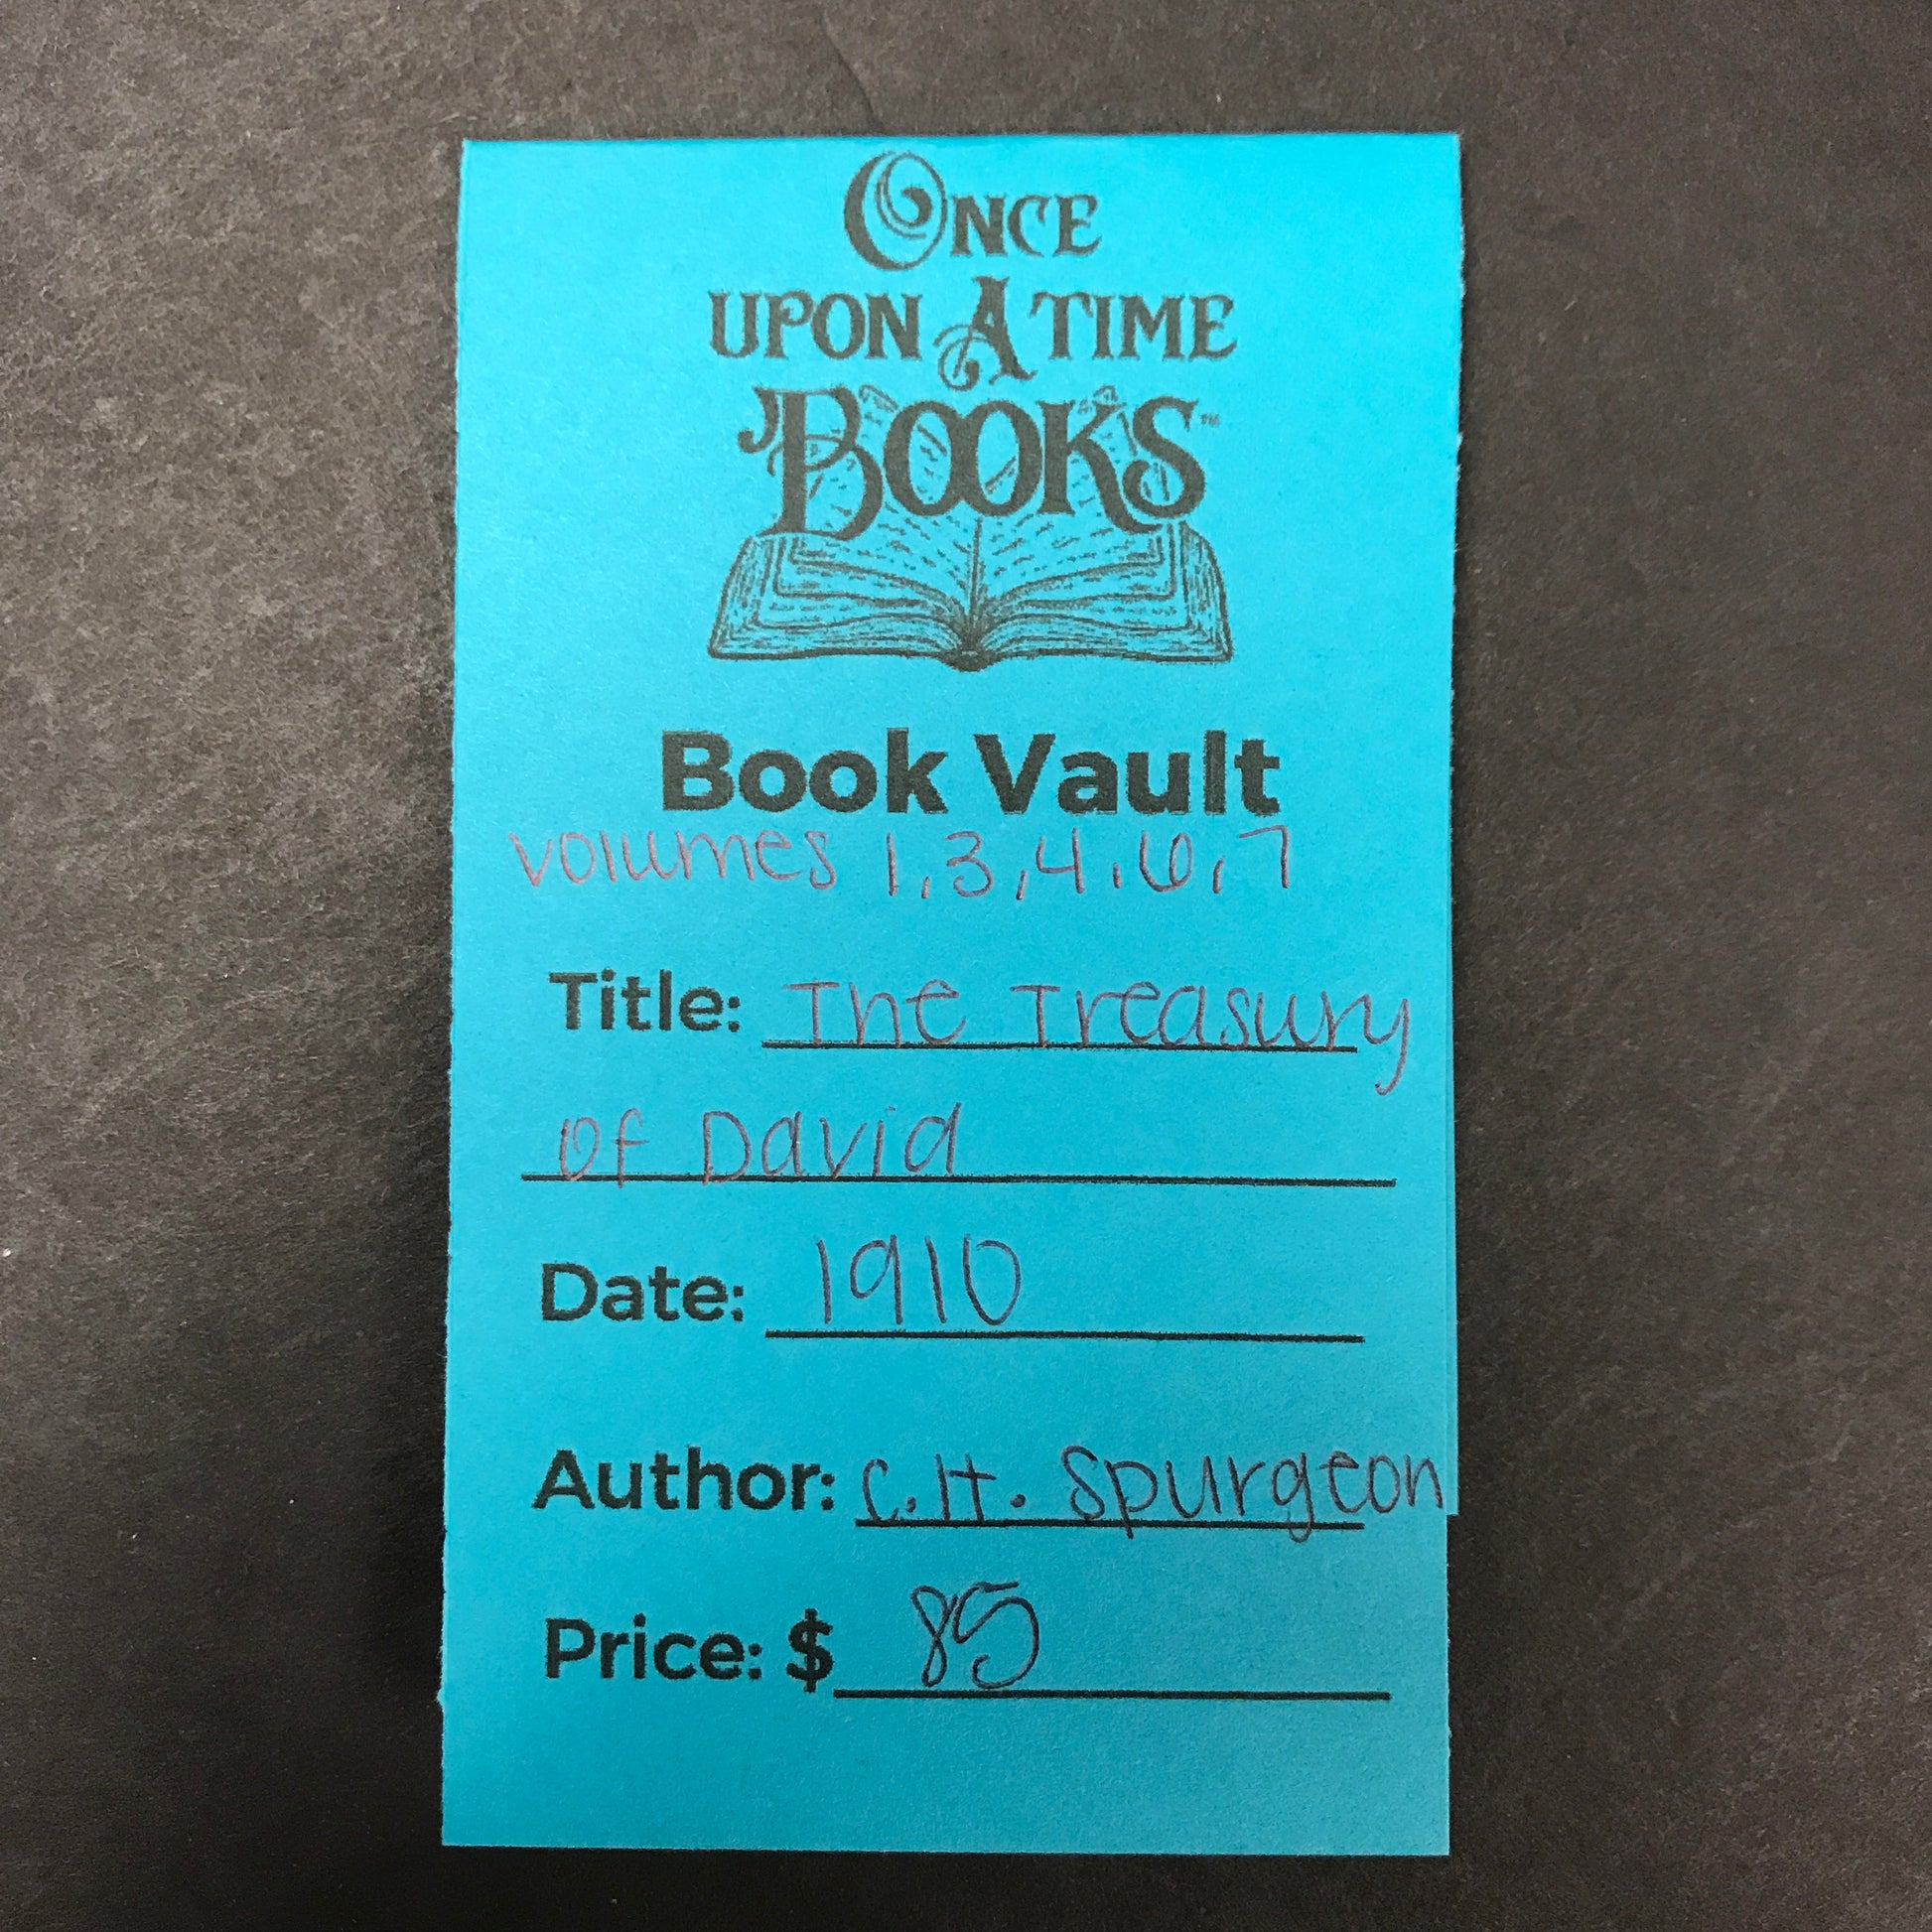 ONCE
UPON A TIME
BOOKS™
Book Vault
volumes 1,3,4,6,7
Title: The Treasury
of David
Date: 1910
Author: C.H. Spurgeon
Price: $ 85